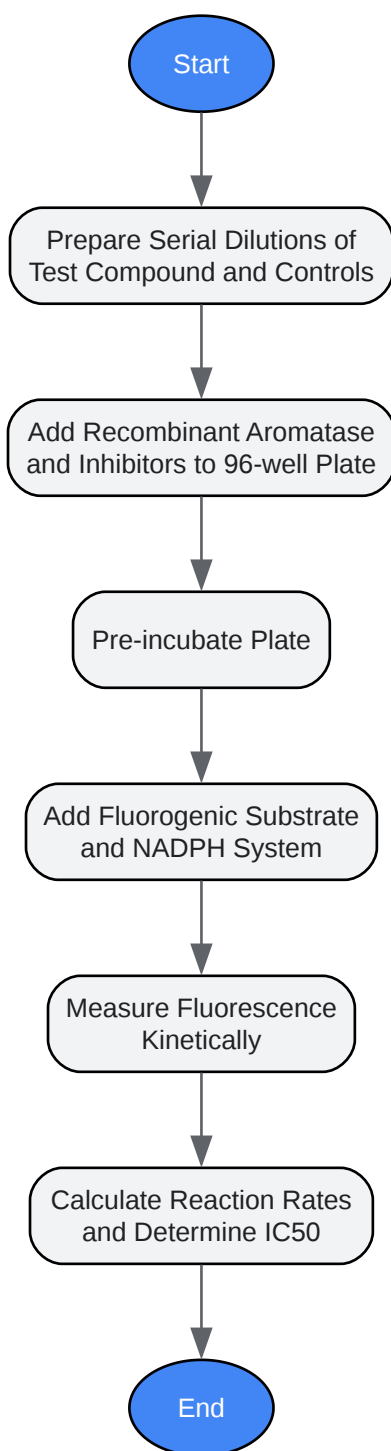 Start
Prepare Serial Dilutions of
Test Compound and Controls
Add Recombinant Aromatase
and Inhibitors to 96-well Plate
Pre-incubate Plate
Add Fluorogenic Substrate
and NADPH System
Measure Fluorescence
Kinetically
Calculate Reaction Rates
and Determine IC50
End